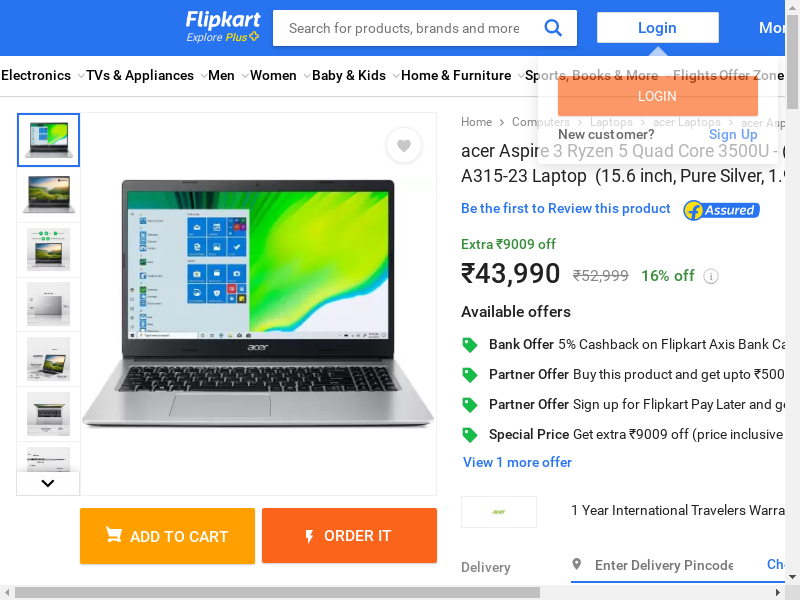 Flipkart
Explore Plus
Search for products, brands and more
Login
Electronics TVs & Appliances Men Women Baby & Kids Home & Furniture Sports, Books & More Flights Offer Zone
LOGIN
New customer? Sign Up
Home Computers Laptops acer Laptops acer
acer Aspire 3 Ryzen 5 Quad Core 3500U - (
A315-23 Laptop (15.6 inch, Pure Silver,
Be the first to Review this product
Assured
Extra ₹9009 off
₹43,990 ₹52,999 16% off i
Available offers
Bank Offer 5% Cashback on Flipkart Axis Bank
Partner Offer Buy this product and get upto ₹500
Partner Offer Sign up for Flipkart Pay Later and
Special Price Get extra ₹9009 off (price inclusive
View 1 more offer
acer
acer
1 Year International Travelers
ADD TO CART
ORDER IT
Delivery
Enter Delivery Pincode